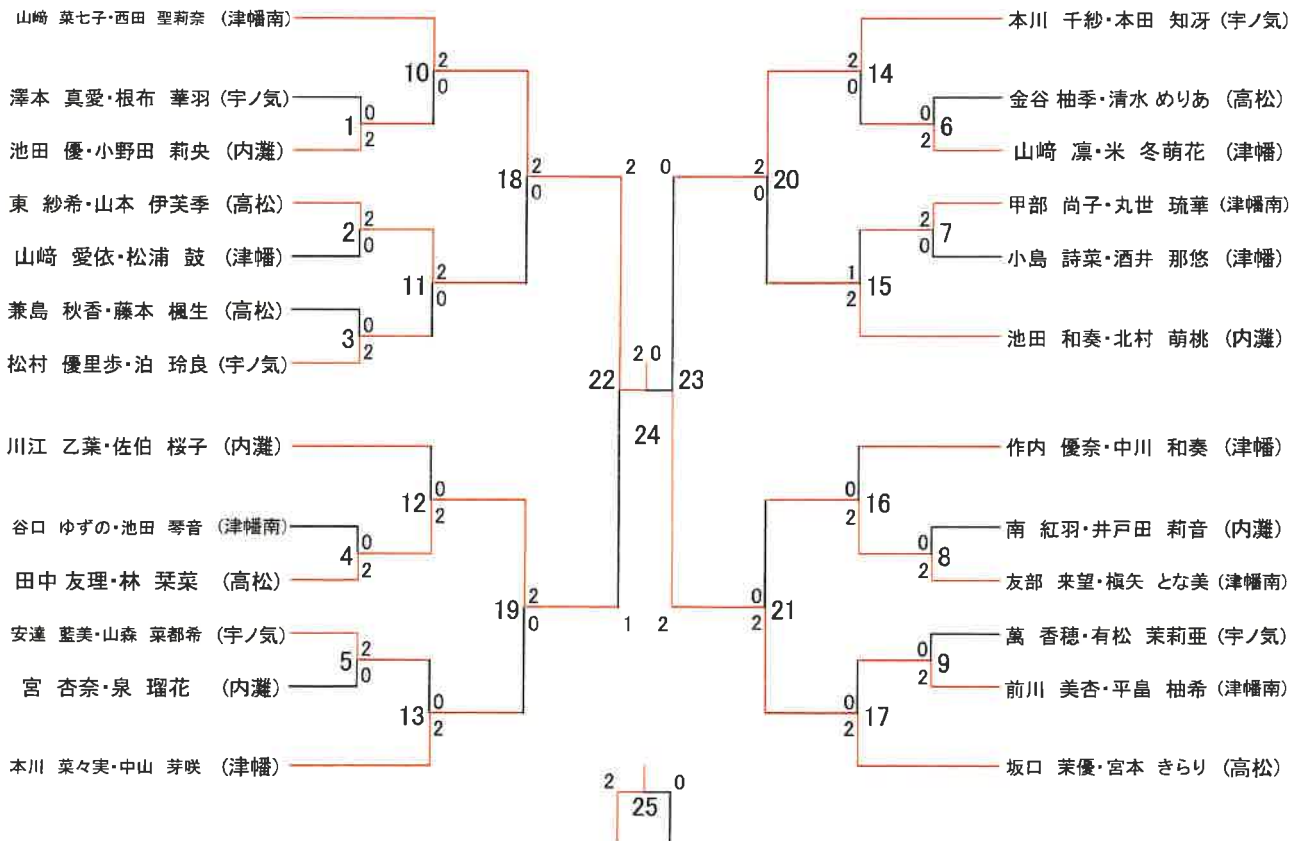 山﨑 菜七子・西田 聖莉奈 (津幡南)
澤本 真愛・根布 華羽 (宇ノ気)
池田 優・小野田 莉央 (内灘)
東 紗希・山本 伊芙季 (高松)
山﨑 愛依・松浦 鼓 (津幡)
兼島 秋香・藤本 楓生 (高松)
松村 優里歩・泊 玲良 (宇ノ気)
川江 乙葉・佐伯 桜子 (内灘)
谷口 ゆずの・池田 琴音 (津幡南)
田中 友理・林 栞菜 (高松)
安達 藍美・山森 菜都希 (宇ノ気)
宮 杏奈・泉 瑠花 (内灘)
本川 菜々実・中山 芽咲 (津幡)
1 0 2
2 2 0
3 0 2
4 0 2
5 2 0
10 2 0
11 2 0
12 0 2
13 0 2
18 2 0
19 2 0
22 2 1
24 2 0
23 0 2
25 2 0
20 2 0
21 0 2
14 2 0
15 1 2
16 0 2
17 0 2
6 0 2
7 2 0
8 0 2
9 0 2
本川 千紗・本田 知冴 (宇ノ気)
金谷 柚季・清水 めりあ (高松)
山﨑 凛・米 冬萌花 (津幡)
甲部 尚子・丸世 琉華 (津幡南)
小島 詩菜・酒井 那悠 (津幡)
池田 和奏・北村 萌桃 (内灘)
作内 優奈・中川 和奏 (津幡)
南 紅羽・井戸田 莉音 (内灘)
友部 来望・槇矢 とな美 (津幡南)
萬 香穂・有松 茉莉亜 (宇ノ気)
前川 美杏・平畠 柚希 (津幡南)
坂口 茉優・宮本 きらり (高松)